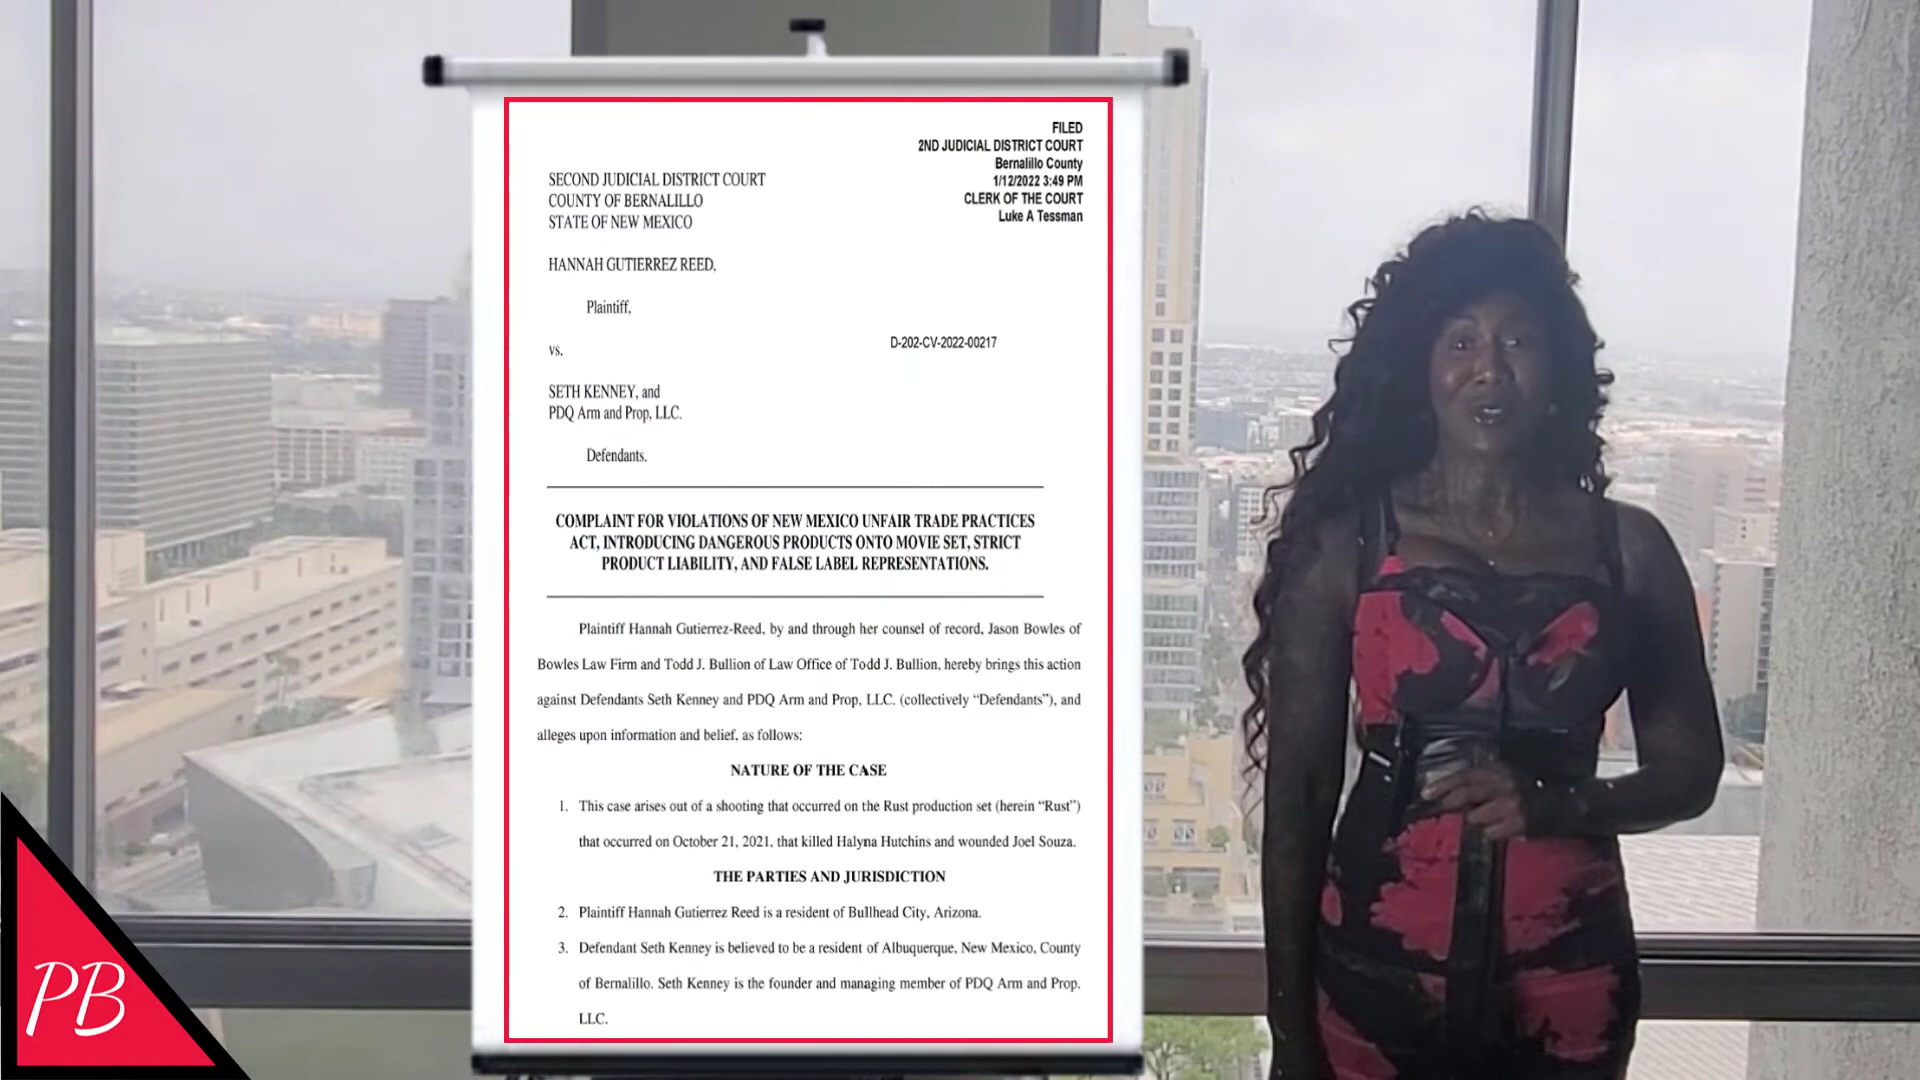 FILED
2ND JUDICIAL DISTRICT COURT
Bernalillo County
1/12/2022 3:49 PM
CLERK OF THE COURT
Luke A Tessman
SECOND JUDICIAL DISTRICT COURT
COUNTY OF BERNALILLO
STATE OF NEW MEXICO
HANNAH GUTIERREZ REED,
Plaintiff,
vs.
D-202-CV-2022-00217
SETH KENNEY, and
PDQ Arm and Prop, LLC.
Defendants.
COMPLAINT FOR VIOLATIONS OF NEW MEXICO UNFAIR TRADE PRACTICES
ACT, INTRODUCING DANGEROUS PRODUCTS ONTO MOVIE SET, STRICT
PRODUCT LIABILITY, AND FALSE LABEL REPRESENTATIONS.
Plaintiff Hannah Gutierrez-Reed, by and through her counsel of record, Jason Bowles of
Bowles Law Firm and Todd J. Bullion of Law Office of Todd J. Bullion, hereby brings this action
against Defendants Seth Kenney and PDQ Arm and Prop, LLC. (collectively “Defendants”), and
alleges upon information and belief, as follows:
NATURE OF THE CASE
1. This case arises out of a shooting that occurred on the Rust production set (herein “Rust”)
that occurred on October 21, 2021, that killed Halyna Hutchins and wounded Joel Souza.
THE PARTIES AND JURISDICTION
2. Plaintiff Hannah Gutierrez Reed is a resident of Bullhead City, Arizona.
3. Defendant Seth Kenney is believed to be a resident of Albuquerque, New Mexico, County
of Bernalillo. Seth Kenney is the founder and managing member of PDQ Arm and Prop.
LLC.
PB